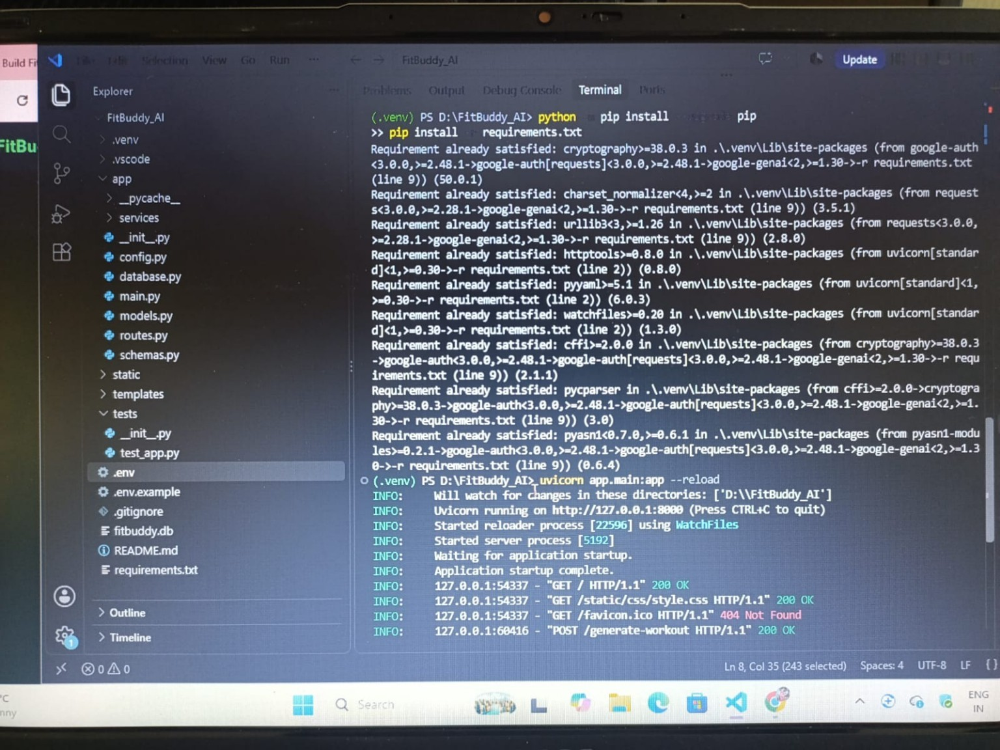 Build Fi
Selection View Go Run ... FitBuddy_AI Update
FitBu
Explorer
FitBuddy_AI
.venv
.vscode
app
__pycache__
services
__init__.py
config.py
database.py
main.py
models.py
routes.py
schemas.py
static
templates
tests
__init__.py
test_app.py
.env
.env.example
.gitignore
fitbuddy.db
README.md
requirements.txt
Outline
Timeline
1
Problems Output Debug Console Terminal Ports
(.venv) PS D:\FitBuddy_AI> python pip install pip
>> pip install requirements.txt
Requirement already satisfied: cryptography>=38.0.3 in .\.venv\Lib\site-packages (from google-auth
<3.0.0,>=2.48.1->google-auth[requests]<3.0.0,>=2.48.1->google-genai<2,>=1.30->-r requirements.txt
(line 9)) (50.0.1)
Requirement already satisfied: charset_normalizer<4,>=2 in .\.venv\Lib\site-packages (from request
s<3.0.0,>=2.28.1->google-genai<2,>=1.30->-r requirements.txt (line 9)) (3.5.1)
Requirement already satisfied: urllib3<3,>=1.26 in .\.venv\Lib\site-packages (from requests<3.0.0,
>=2.28.1->google-genai<2,>=1.30->-r requirements.txt (line 9)) (2.8.0)
Requirement already satisfied: httptools>=0.8.0 in .\.venv\Lib\site-packages (from uvicorn[standar
d]<1,>=0.30->-r requirements.txt (line 2)) (0.8.0)
Requirement already satisfied: pyyaml>=5.1 in .\.venv\Lib\site-packages (from uvicorn[standard]<1,
>=0.30->-r requirements.txt (line 2)) (6.0.3)
Requirement already satisfied: watchfiles>=0.20 in .\.venv\Lib\site-packages (from uvicorn[standar
d]<1,>=0.30->-r requirements.txt (line 2)) (1.3.0)
Requirement already satisfied: cffi>=2.0.0 in .\.venv\Lib\site-packages (from cryptography>=38.0.3
->google-auth<3.0.0,>=2.48.1->google-auth[requests]<3.0.0,>=2.48.1->google-genai<2,>=1.30->-r requ
irements.txt (line 9)) (2.1.1)
Requirement already satisfied: pycparser in .\.venv\Lib\site-packages (from cffi>=2.0.0->cryptogra
phy>=38.0.3->google-auth<3.0.0,>=2.48.1->google-auth[requests]<3.0.0,>=2.48.1->google-genai<2,>=1.
30->-r requirements.txt (line 9)) (3.0)
Requirement already satisfied: pyasn1<0.7.0,>=0.6.1 in .\.venv\Lib\site-packages (from pyasn1-modu
les>=0.2.1->google-auth<3.0.0,>=2.48.1->google-auth[requests]<3.0.0,>=2.48.1->google-genai<2,>=1.3
0->-r requirements.txt (line 9)) (0.6.4)
(.venv) PS D:\FitBuddy_AI> uvicorn app.main:app --reload
INFO: Will watch for changes in these directories: ['D:\\FitBuddy_AI']
INFO: Uvicorn running on http://127.0.0.1:8000 (Press CTRL+C to quit)
INFO: Started reloader process [22596] using WatchFiles
INFO: Started server process [5192]
INFO: Waiting for application startup.
INFO: Application startup complete.
INFO: 127.0.0.1:54337 - "GET / HTTP/1.1" 200 OK
INFO: 127.0.0.1:54337 - "GET /static/css/style.css HTTP/1.1" 200 OK
INFO: 127.0.0.1:54337 - "GET /favicon.ico HTTP/1.1" 404 Not Found
INFO: 127.0.0.1:60416 - "POST /generate-workout HTTP/1.1" 200 OK
0 0 Ln 8, Col 35 (243 selected) Spaces: 4 UTF-8 LF {}
°C
nny
Search
ENG
IN